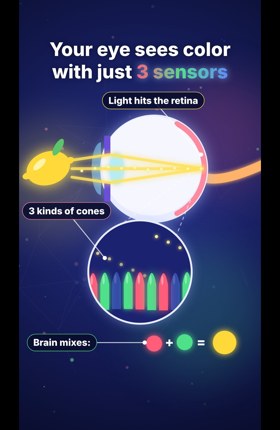 Your eye sees color
with just 3 sensors
Light hits the retina
3 kinds of cones
Brain mixes:
+ =